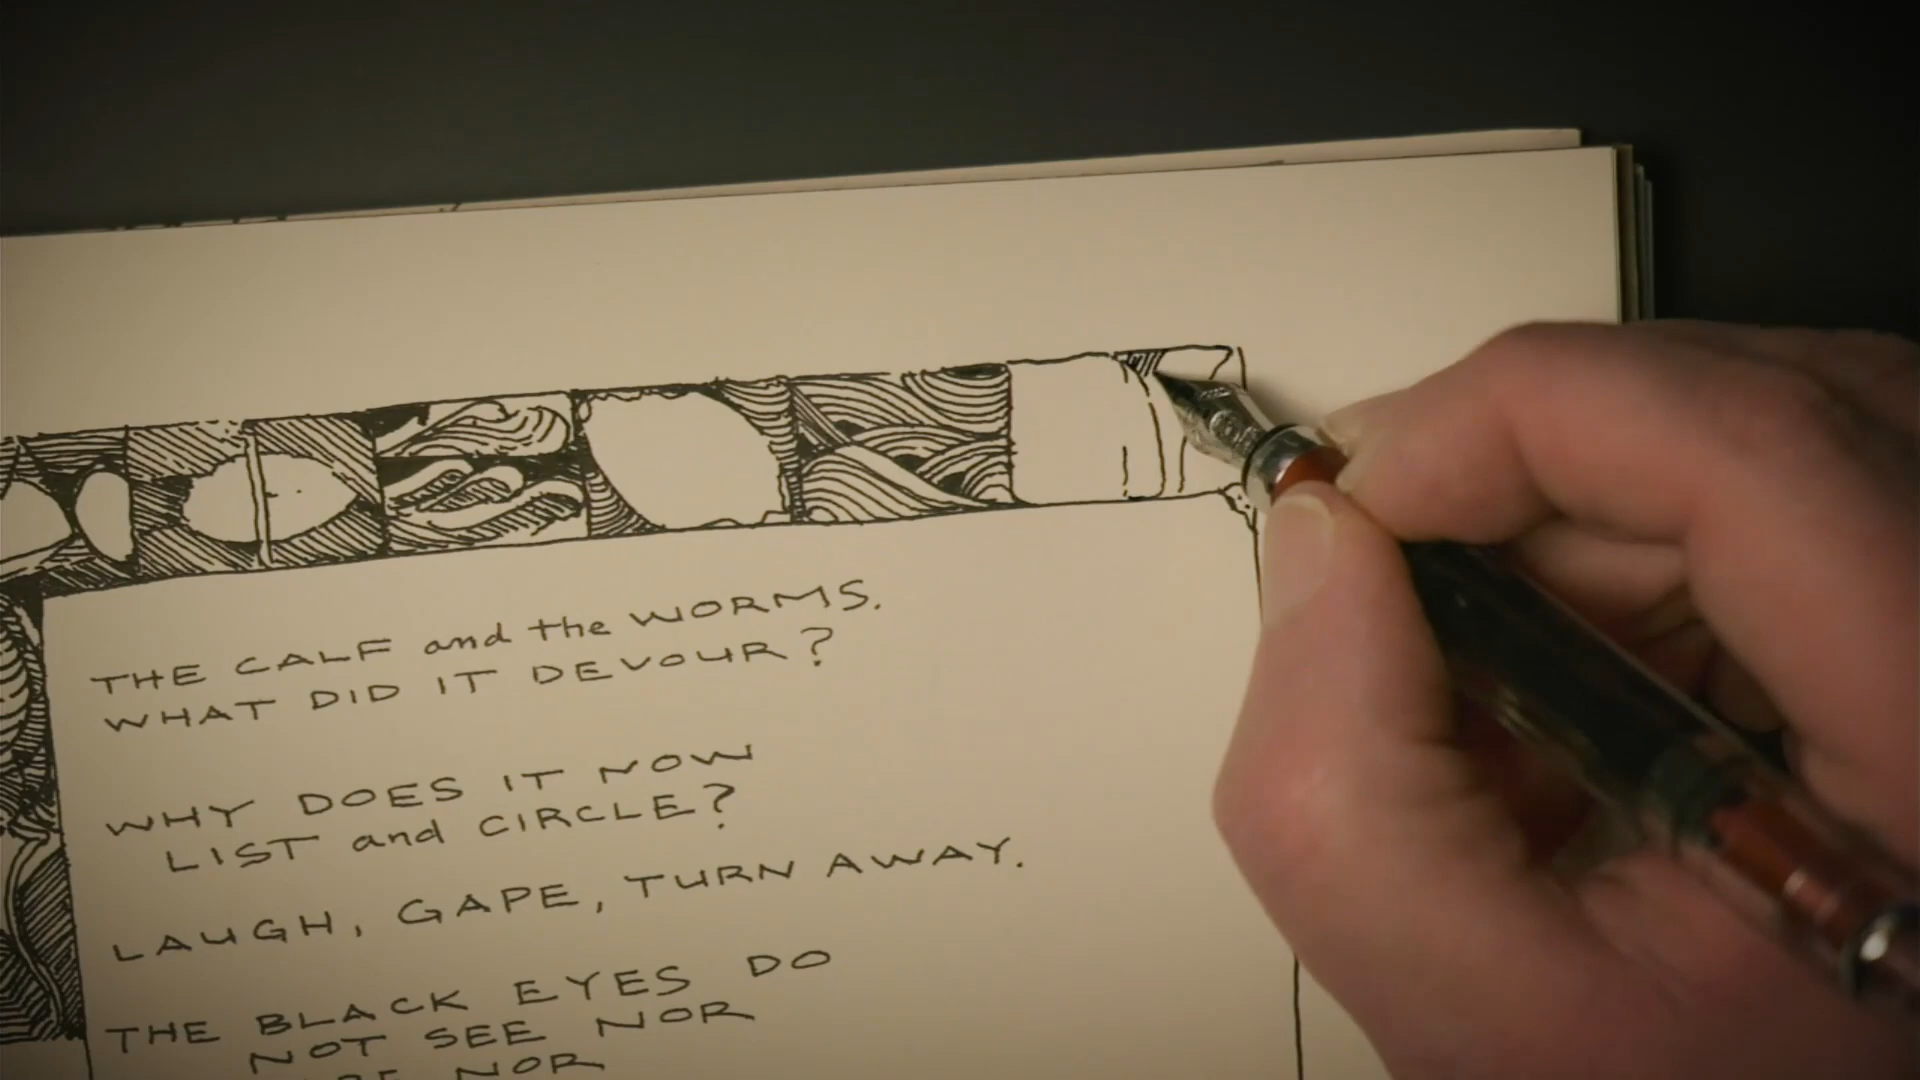 THE CALF and the WORMS.
WHAT DID IT DEVOUR?
WHY DOES IT NOW
LIST and CIRCLE?
LAUGH, GAPE, TURN AWAY.
THE BLACK EYES DO
NOT SEE NOR
NOR